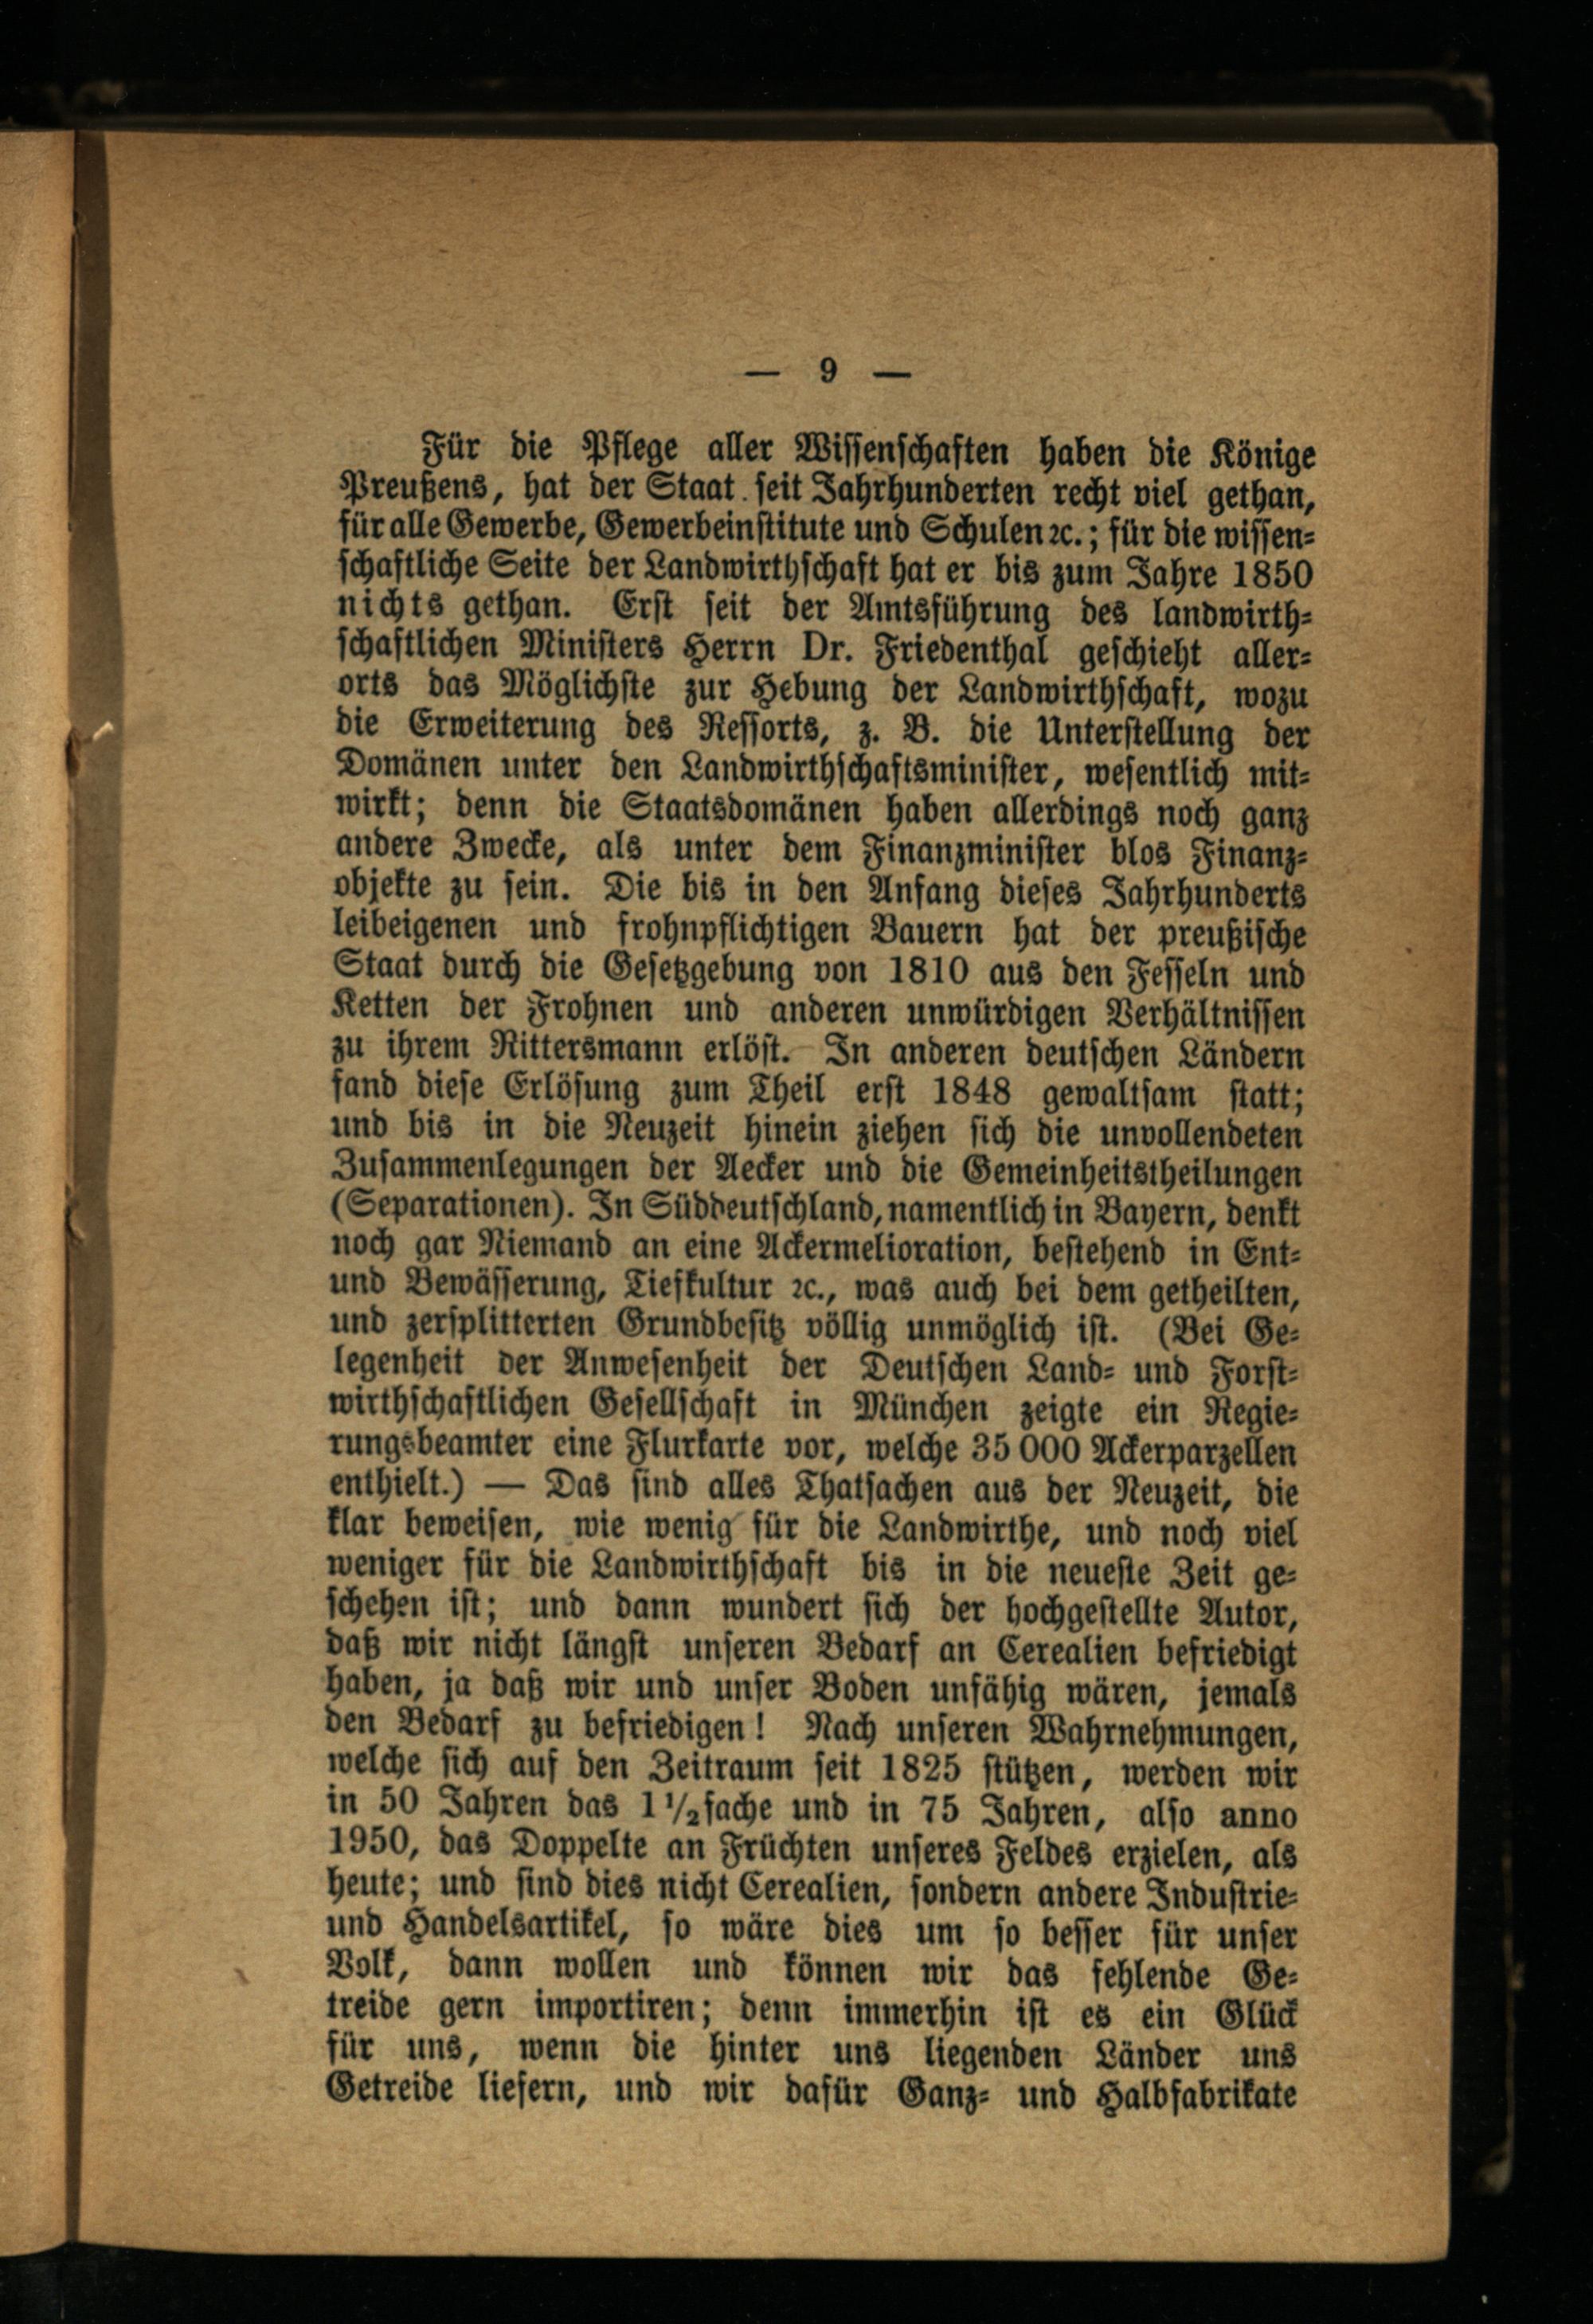 — 9 —
Für die Pflege aller Wissenschaften haben die Könige
Preußens, hat der Staat seit Jahrhunderten recht viel gethan,
für alle Gewerbe, Gewerbeinstitute und Schulen ꝛc.; für die wissen-
schaftliche Seite der Landwirthschaft hat er bis zum Jahre 1850
nichts gethan. Erst seit der Amtsführung des landwirth-
schaftlichen Ministers Herrn Dr. Friedenthal geschieht aller-
orts das Möglichste zur Hebung der Landwirthschaft, wozu
die Erweiterung des Ressorts, z. B. die Unterstellung der
Domänen unter den Landwirthschaftsminister, wesentlich mit-
wirkt; denn die Staatsdomänen haben allerdings noch ganz
andere Zwecke, als unter dem Finanzminister blos Finanz-
objekte zu sein. Die bis in den Anfang dieses Jahrhunderts
leibeigenen und frohnpflichtigen Bauern hat der preußische
Staat durch die Gesetzgebung von 1810 aus den Fesseln und
Ketten der Frohnen und anderen unwürdigen Verhältnissen
zu ihrem Rittersmann erlöst. In anderen deutschen Ländern
fand diese Erlösung zum Theil erst 1848 gewaltsam statt;
und bis in die Neuzeit hinein ziehen sich die unvollendeten
Zusammenlegungen der Aecker und die Gemeinheitstheilungen
(Separationen). In Süddeutschland, namentlich in Bayern, denkt
noch gar Niemand an eine Ackermelioration, bestehend in Ent-
und Bewässerung, Tiefkultur ꝛc., was auch bei dem getheilten,
und zersplitterten Grundbesitz völlig unmöglich ist. (Bei Ge-
legenheit der Anwesenheit der Deutschen Land- und Forst-
wirthschaftlichen Gesellschaft in München zeigte ein Regie-
rungsbeamter eine Flurkarte vor, welche 35 000 Ackerparzellen
enthielt.) — Das sind alles Thatsachen aus der Neuzeit, die
klar beweisen, wie wenig für die Landwirthe, und noch viel
weniger für die Landwirthschaft bis in die neueste Zeit ge-
schehen ist; und dann wundert sich der hochgestellte Autor,
daß wir nicht längst unseren Bedarf an Cerealien befriedigt
haben, ja daß wir und unser Boden unfähig wären, jemals
den Bedarf zu befriedigen! Nach unseren Wahrnehmungen,
welche sich auf den Zeitraum seit 1825 stützen, werden wir
in 50 Jahren das 1 1/2 fache und in 75 Jahren, also anno
1950, das Doppelte an Früchten unseres Feldes erzielen, als
heute; und sind dies nicht Cerealien, sondern andere Industrie-
und Handelsartikel, so wäre dies um so besser für unser
Volk, dann wollen und können wir das fehlende Ge-
treide gern importiren; denn immerhin ist es ein Glück
für uns, wenn die hinter uns liegenden Länder uns
Getreide liefern, und wir dafür Ganz- und Halbfabrikate